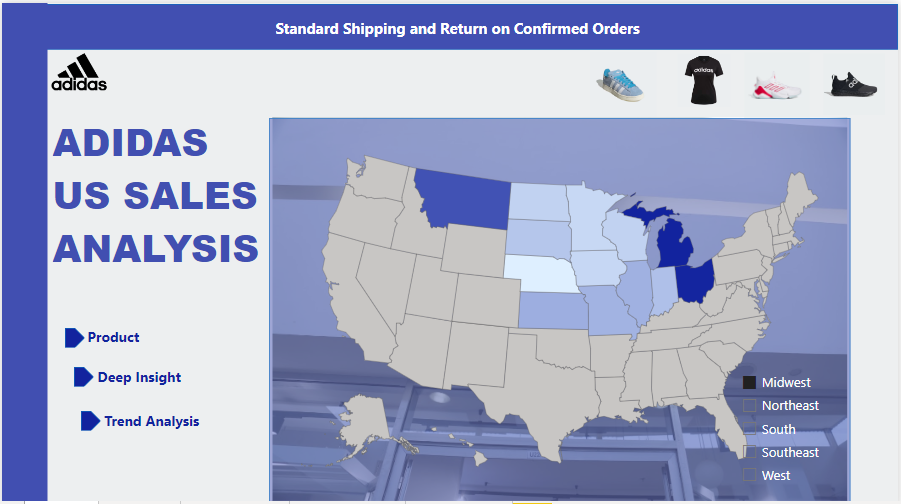 Standard Shipping and Return on Confirmed Orders
adidas
adidas
ADIDAS
US SALES
ANALYSIS
Product
Deep Insight
Trend Analysis
Midwest
Northeast
South
Southeast
West